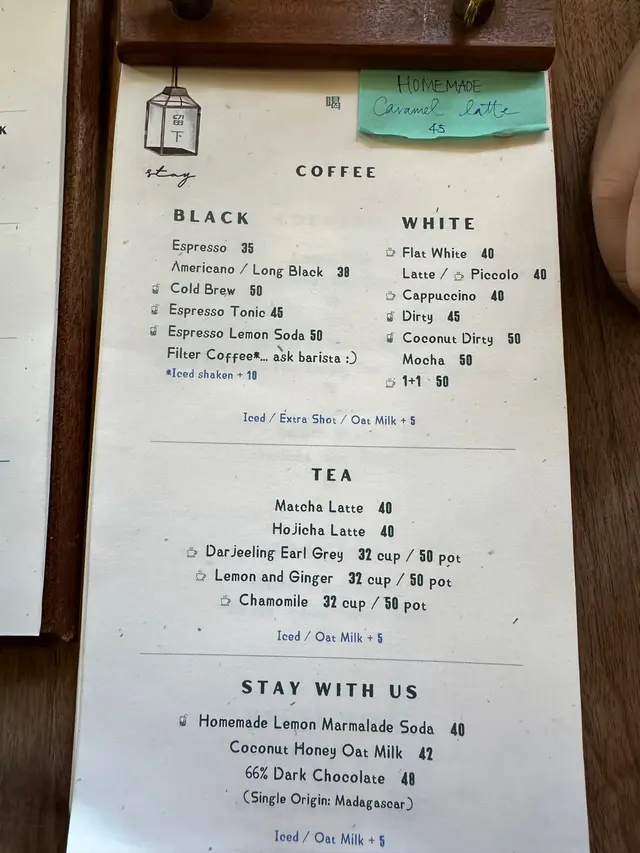 留
下
stay
喝
HOMEMADE
Caramel latte
45
COFFEE
BLACK
Espresso 35
Americano / Long Black 38
Cold Brew 50
Espresso Tonic 45
Espresso Lemon Soda 50
Filter Coffee*... ask barista :)
*Iced shaken + 10
WHITE
Flat White 40
Latte / Piccolo 40
Cappuccino 40
Dirty 45
Coconut Dirty 50
Mocha 50
1+1 50
Iced / Extra Shot / Oat Milk + 5
TEA
Matcha Latte 40
Hojicha Latte 40
Darjeeling Earl Grey 32 cup / 50 pot
Lemon and Ginger 32 cup / 50 pot
Chamomile 32 cup / 50 pot
Iced / Oat Milk + 5
STAY WITH US
Homemade Lemon Marmalade Soda 40
Coconut Honey Oat Milk 42
66% Dark Chocolate 48
(Single Origin: Madagascar)
Iced / Oat Milk + 5
K